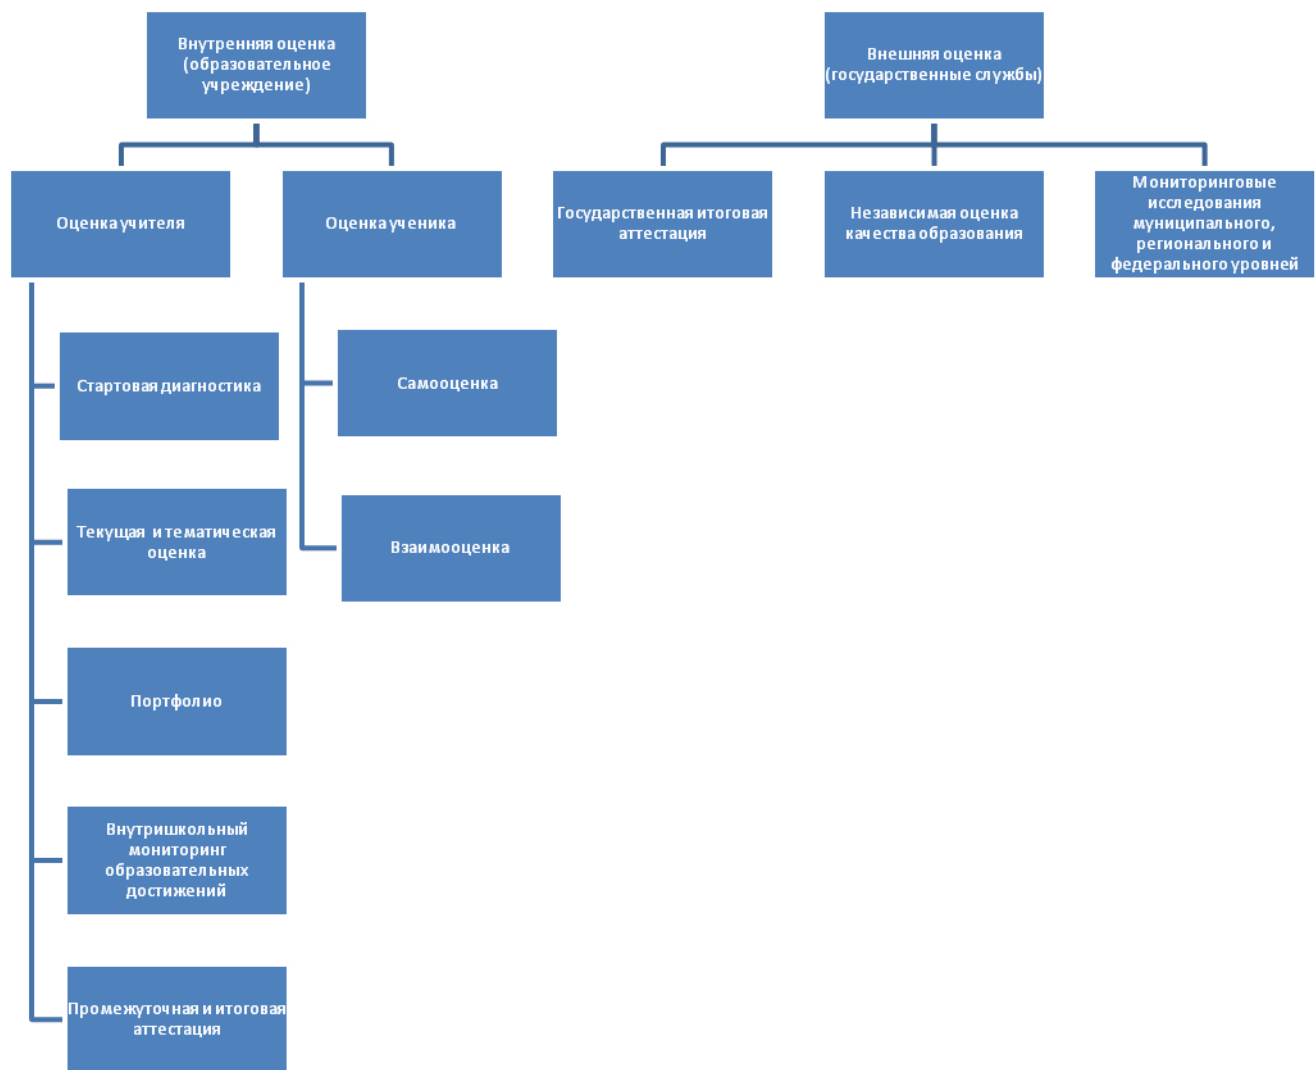 Внутренняя оценка
(образовательное
учреждение)
Внешняя оценка
(государственные службы)
Оценка учителя
Оценка ученика
Государственная итоговая
аттестация
Независимая оценка
качества образования
Мониторинговые
исследования
муниципального,
регионального и
федерального уровней
Стартовая диагностика
Самооценка
Текущая и тематическая
оценка
Взаимооценка
Портфолио
Внутришкольный
мониторинг
образовательных
достижений
Промежуточная и итоговая
аттестация